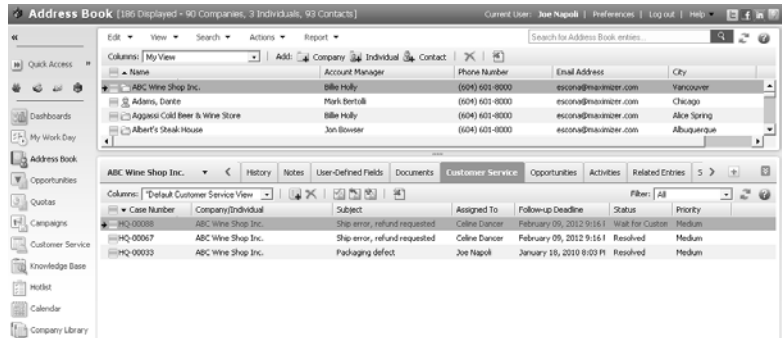 Address Book [186 Displayed - 90 Companies, 3 Individuals, 93 Contacts] Current User: Joe Napoli | Preferences | Log out | Help
Edit View Search Actions Report Search for Address Book entries...
Quick Access
Columns: My View Add: Company Individual Contact
Name Account Manager Phone Number Email Address City
ABC Wine Shop Inc. Billie Holly (604) 601-8000 escona@maximizer.com Vancouver
Adams, Dante Mark Bertolli (604) 601-8000 escona@maximizer.com Chicago
Aggassi Cold Beer & Wine Store Billie Holly (604) 601-8000 escona@maximizer.com Alice Spring
Albert's Steak House Jon Bowser (604) 601-8000 escona@maximizer.com Albuquerque
Dashboards
My Work Day
Address Book
Opportunities
Quotas
Campaigns
Customer Service
Knowledge Base
Hotlist
Calendar
Company Library
ABC Wine Shop Inc. History Notes User-Defined Fields Documents Customer Service Opportunities Activities Related Entries S
Columns: "Default Customer Service View Filter: All
Case Number Company/Individual Subject Assigned To Follow-up Deadline Status Priority
HQ-00088 ABC Wine Shop Inc. Ship error, refund requested Celine Dancer February 09, 2012 9:16 Wait for Custon Medium
HQ-00067 ABC Wine Shop Inc. Ship error, refund requested Celine Dancer February 09, 2012 9:16 Resolved Medium
HQ-00033 ABC Wine Shop Inc. Packaging defect Joe Napoli January 18, 2010 8:03 PI Resolved Medium